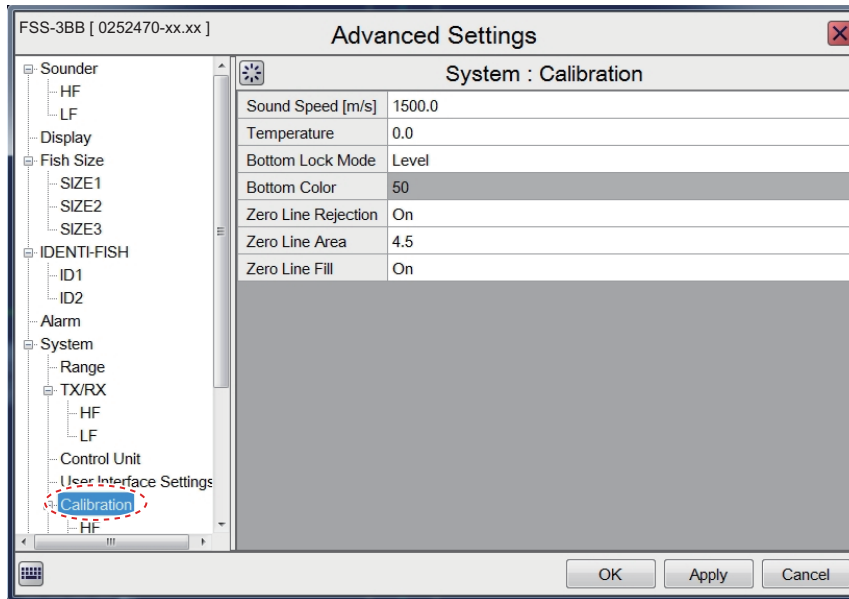 FSS-3BB [ 0252470-xx.xx ]
Advanced Settings
Sounder
HF
LF
Display
Fish Size
SIZE1
SIZE2
SIZE3
IDENTI-FISH
ID1
ID2
Alarm
System
Range
TX/RX
HF
LF
Control Unit
User Interface Settings
Calibration
HF
System : Calibration
Sound Speed [m/s] 1500.0
Temperature 0.0
Bottom Lock Mode Level
Bottom Color 50
Zero Line Rejection On
Zero Line Area 4.5
Zero Line Fill On
OK Apply Cancel